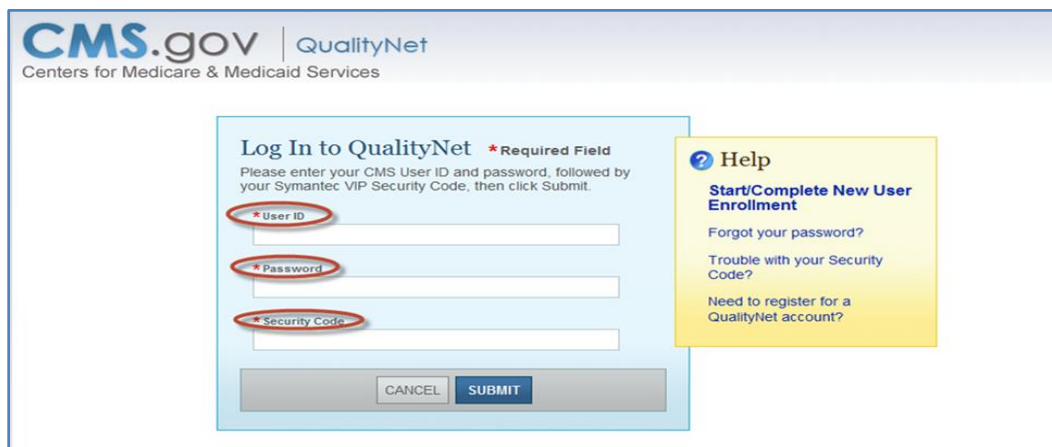 CMS.gov | QualityNet
Centers for Medicare & Medicaid Services
Log In to QualityNet *Required Field
Please enter your CMS User ID and password, followed by
your Symantec VIP Security Code, then click Submit.
*User ID
*Password
*Security Code
CANCEL SUBMIT
? Help
Start/Complete New User
Enrollment
Forgot your password?
Trouble with your Security
Code?
Need to register for a
QualityNet account?